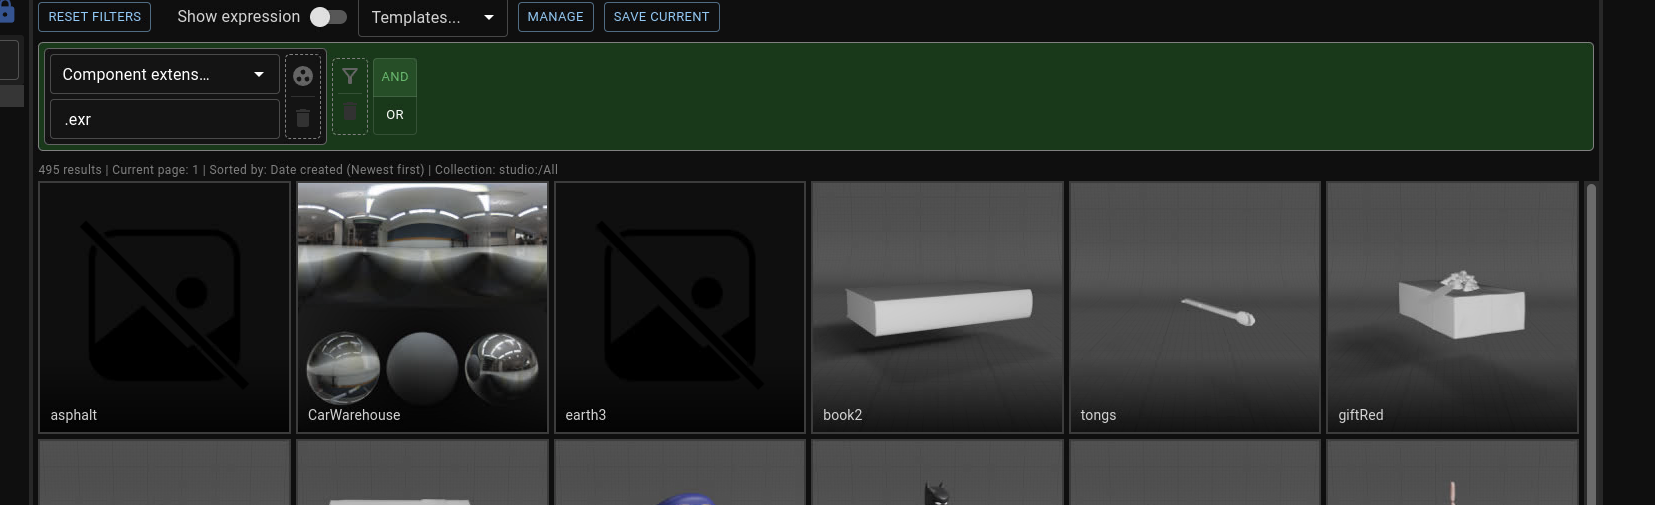 RESET FILTERS
Show expression
Templates...
MANAGE
SAVE CURRENT
Component extens...
.exr
AND
OR
495 results | Current page: 1 | Sorted by: Date created (Newest first) | Collection: studio:/All
asphalt
CarWarehouse
earth3
book2
tongs
giftRed